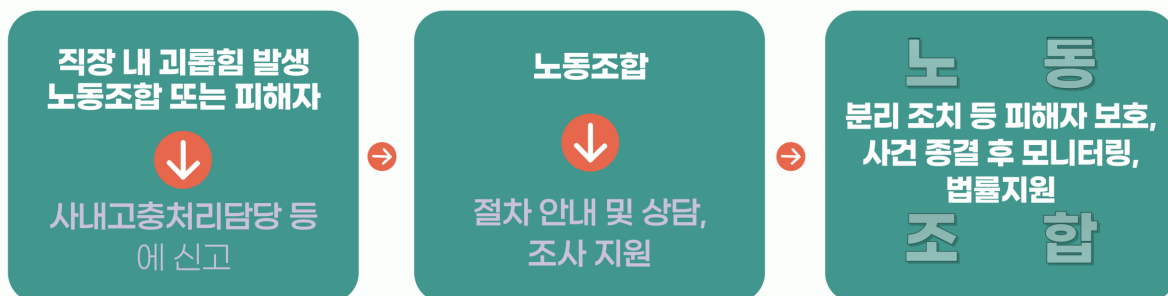 직장 내 괴롭힘 발생
노동조합 또는 피해자
사내고충처리담당 등
에 신고
노동조합
절차 안내 및 상담,
조사 지원
노 동
분리 조치 등 피해자 보호,
사건 종결 후 모니터링,
법률지원
조 합